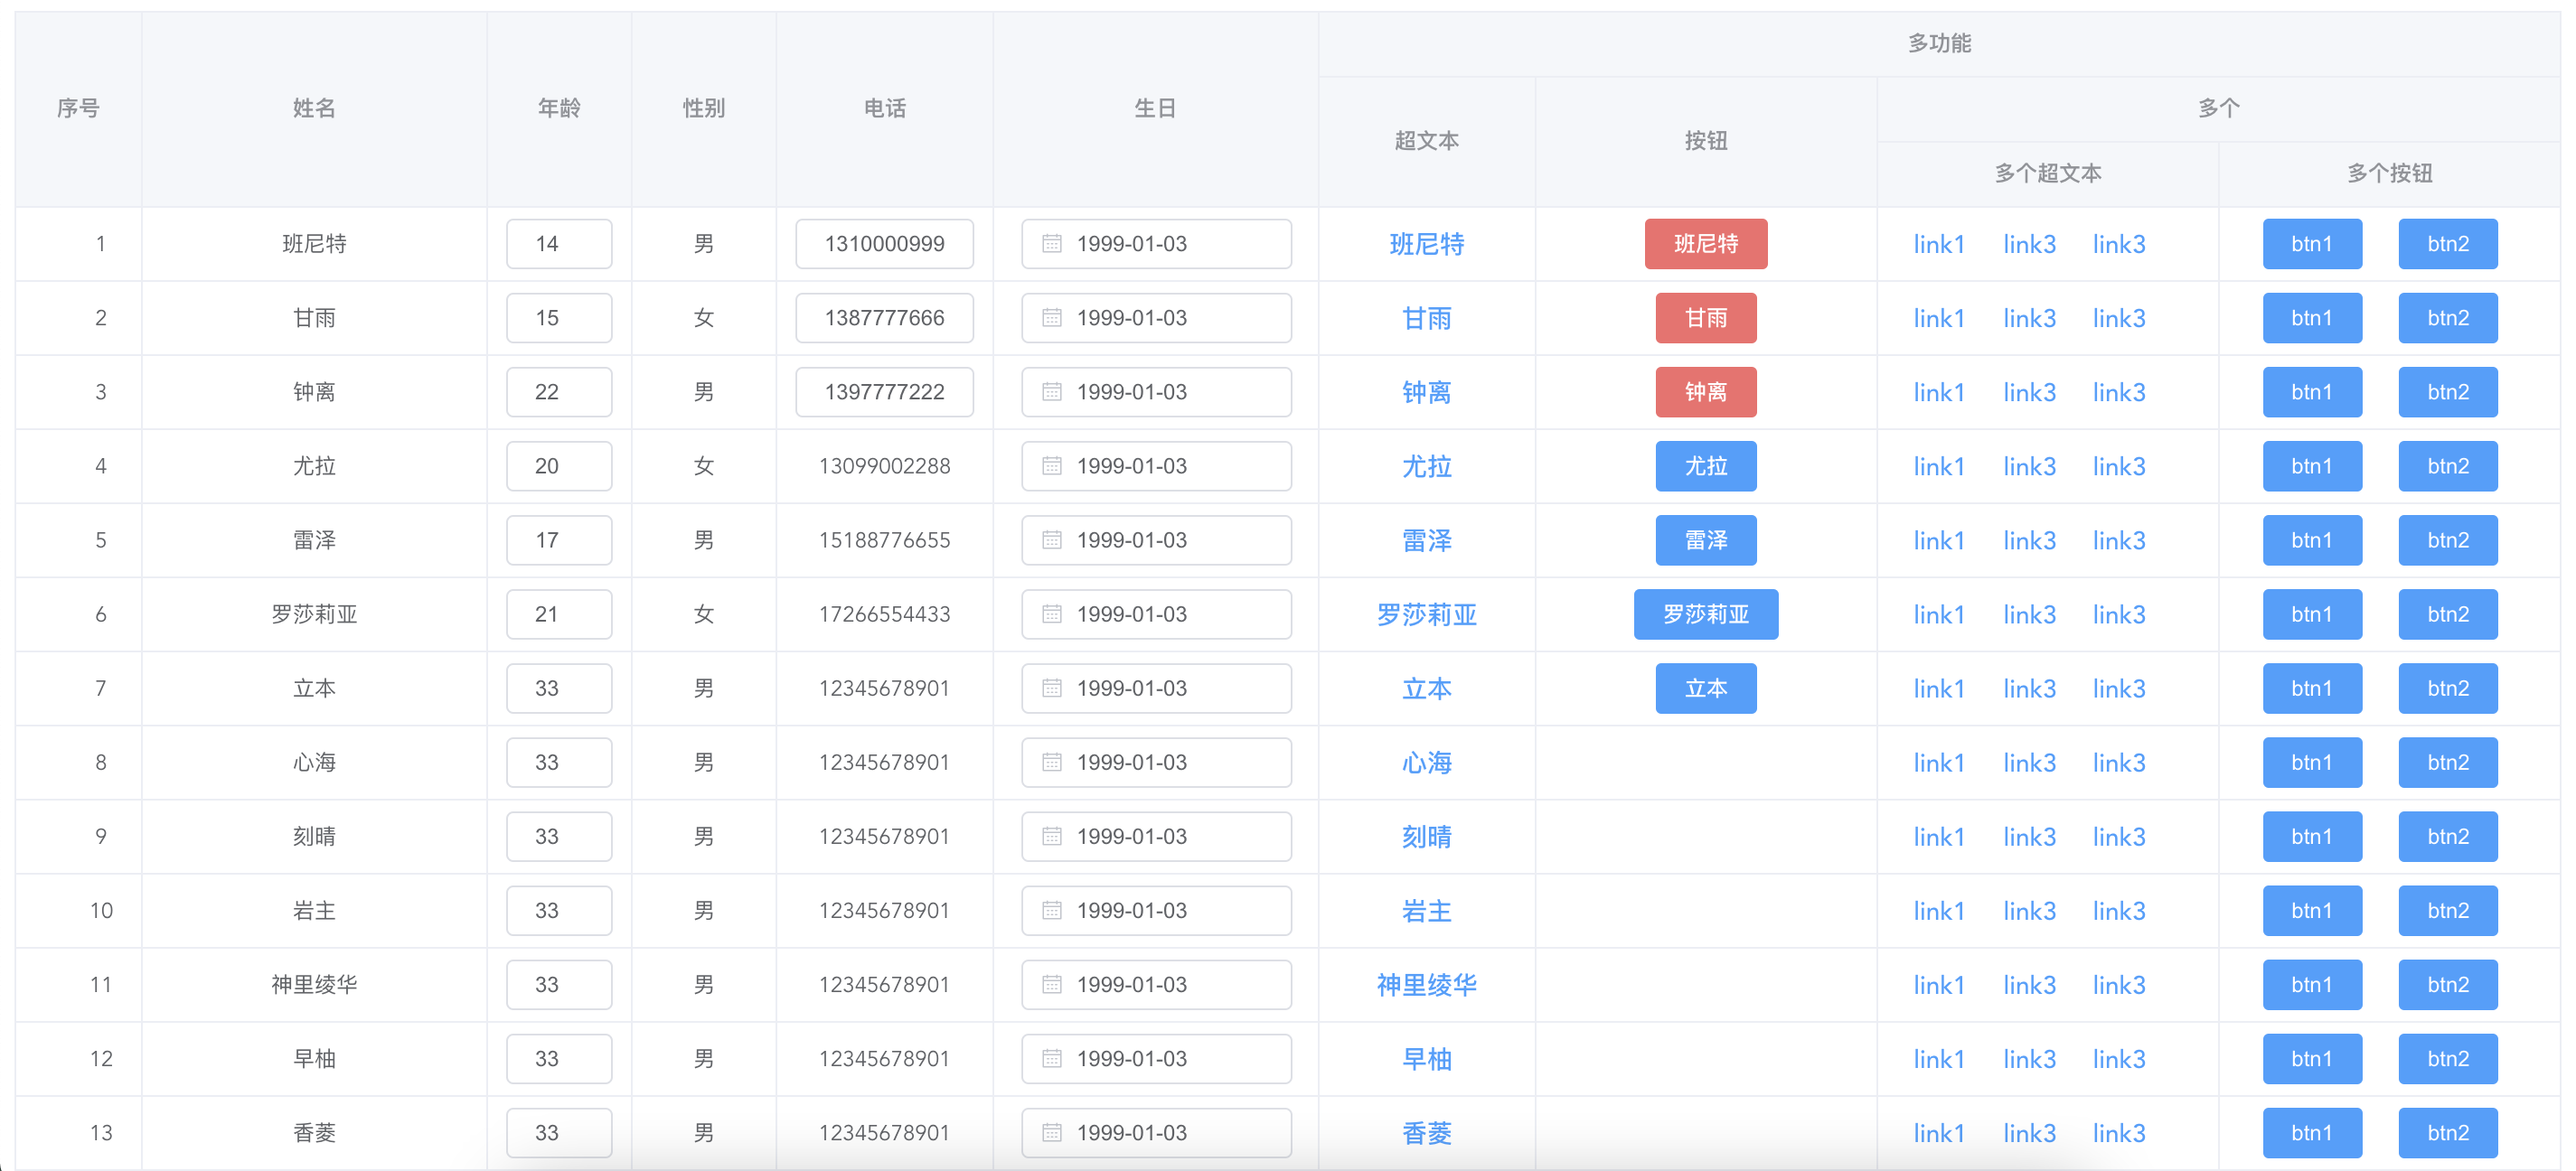 多功能
序号 姓名 年龄 性别 电话 生日 多个
超文本 按钮
多个超文本 多个按钮
1 班尼特 14 男 1310000999 1999-01-03 班尼特 班尼特 link1 link3 link3 btn1 btn2
2 甘雨 15 女 1387777666 1999-01-03 甘雨 甘雨 link1 link3 link3 btn1 btn2
3 钟离 22 男 1397777222 1999-01-03 钟离 钟离 link1 link3 link3 btn1 btn2
4 尤拉 20 女 13099002288 1999-01-03 尤拉 尤拉 link1 link3 link3 btn1 btn2
5 雷泽 17 男 15188776655 1999-01-03 雷泽 雷泽 link1 link3 link3 btn1 btn2
6 罗莎莉亚 21 女 17266554433 1999-01-03 罗莎莉亚 罗莎莉亚 link1 link3 link3 btn1 btn2
7 立本 33 男 12345678901 1999-01-03 立本 立本 link1 link3 link3 btn1 btn2
8 心海 33 男 12345678901 1999-01-03 心海 link1 link3 link3 btn1 btn2
9 刻晴 33 男 12345678901 1999-01-03 刻晴 link1 link3 link3 btn1 btn2
10 岩主 33 男 12345678901 1999-01-03 岩主 link1 link3 link3 btn1 btn2
11 神里绫华 33 男 12345678901 1999-01-03 神里绫华 link1 link3 link3 btn1 btn2
12 早柚 33 男 12345678901 1999-01-03 早柚 link1 link3 link3 btn1 btn2
13 香菱 33 男 12345678901 1999-01-03 香菱 link1 link3 link3 btn1 btn2